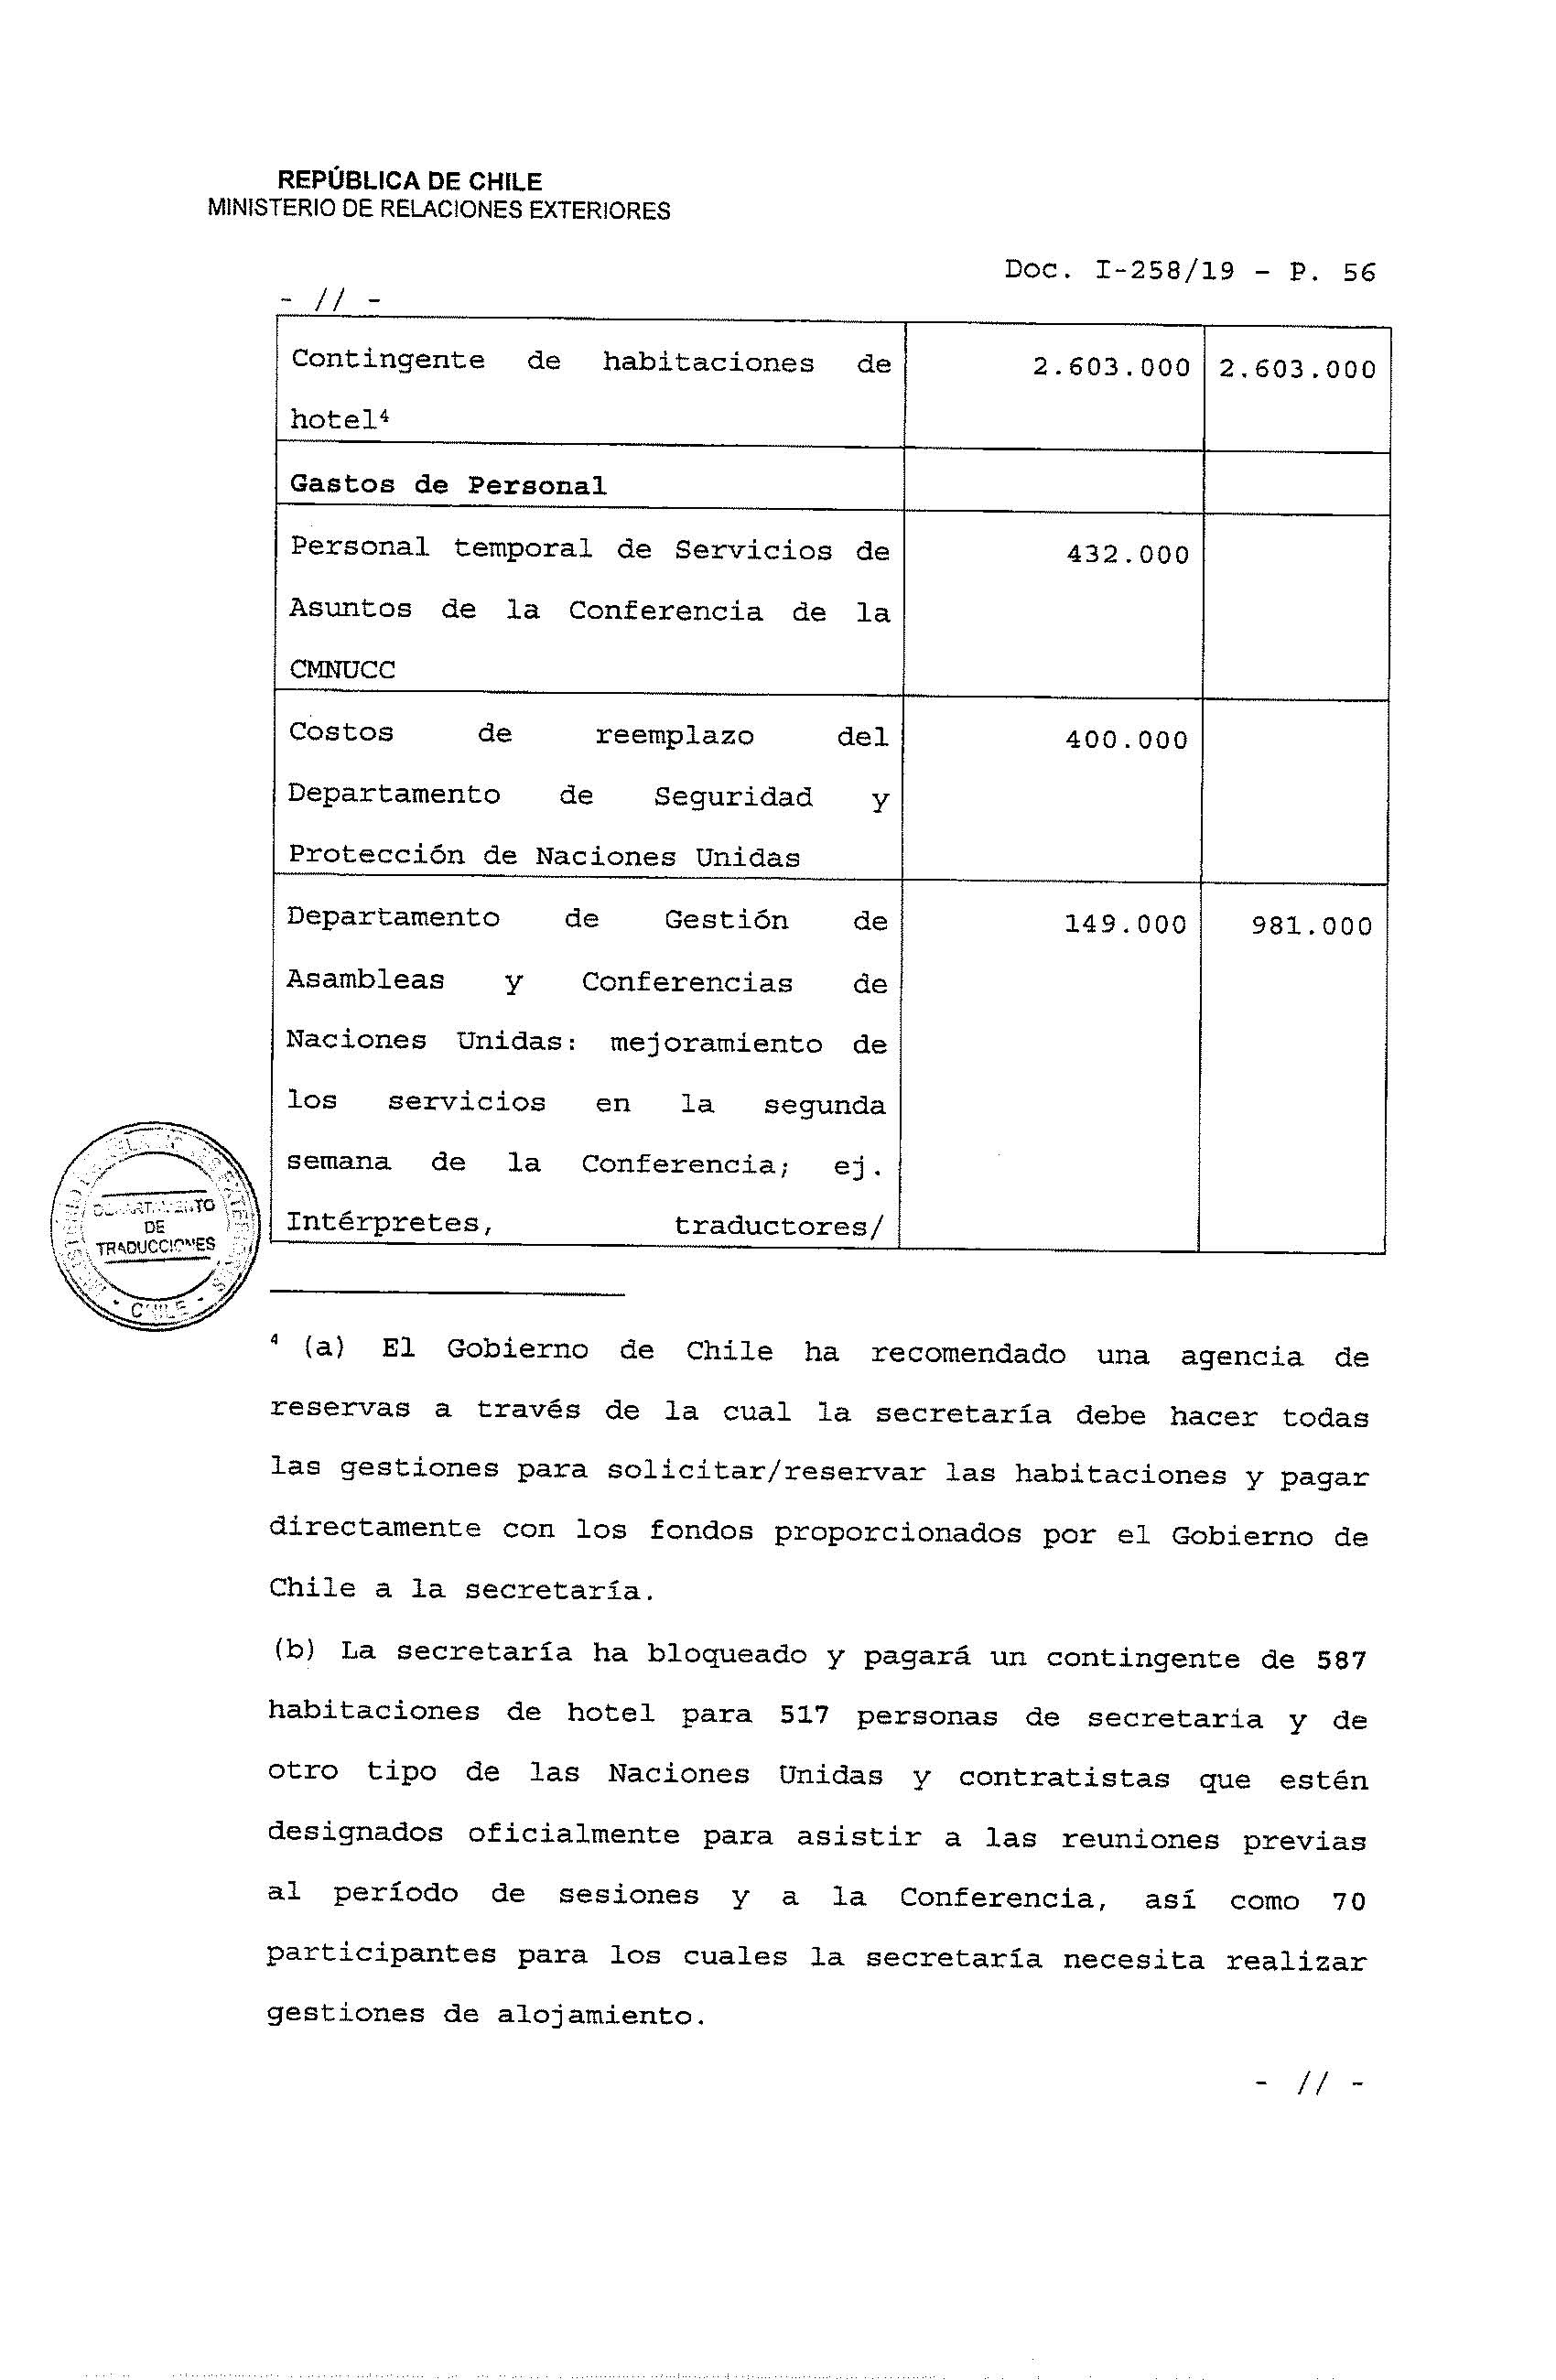 REPÚBLICA DE CHILE
MINISTERIO DE RELACIONES EXTERIORES
Doc. I-258/19 - P. 56
- // -
Contingente de habitaciones de 2.603.000 2.603.000
hotel⁴
Gastos de Personal
Personal temporal de Servicios de 432.000
Asuntos de la Conferencia de la
CMNUCC
Costos de reemplazo del 400.000
Departamento de Seguridad y
Protección de Naciones Unidas
Departamento de Gestión de 149.000 981.000
Asambleas y Conferencias de
Naciones Unidas: mejoramiento de
los servicios en la segunda
semana de la Conferencia; ej.
Intérpretes, traductores/
DEPARTAMENTO
DE
TRADUCCIONES
CHILE
⁴ (a) El Gobierno de Chile ha recomendado una agencia de
reservas a través de la cual la secretaría debe hacer todas
las gestiones para solicitar/reservar las habitaciones y pagar
directamente con los fondos proporcionados por el Gobierno de
Chile a la secretaría.
(b) La secretaría ha bloqueado y pagará un contingente de 587
habitaciones de hotel para 517 personas de secretaria y de
otro tipo de las Naciones Unidas y contratistas que estén
designados oficialmente para asistir a las reuniones previas
al período de sesiones y a la Conferencia, así como 70
participantes para los cuales la secretaría necesita realizar
gestiones de alojamiento.
- // -